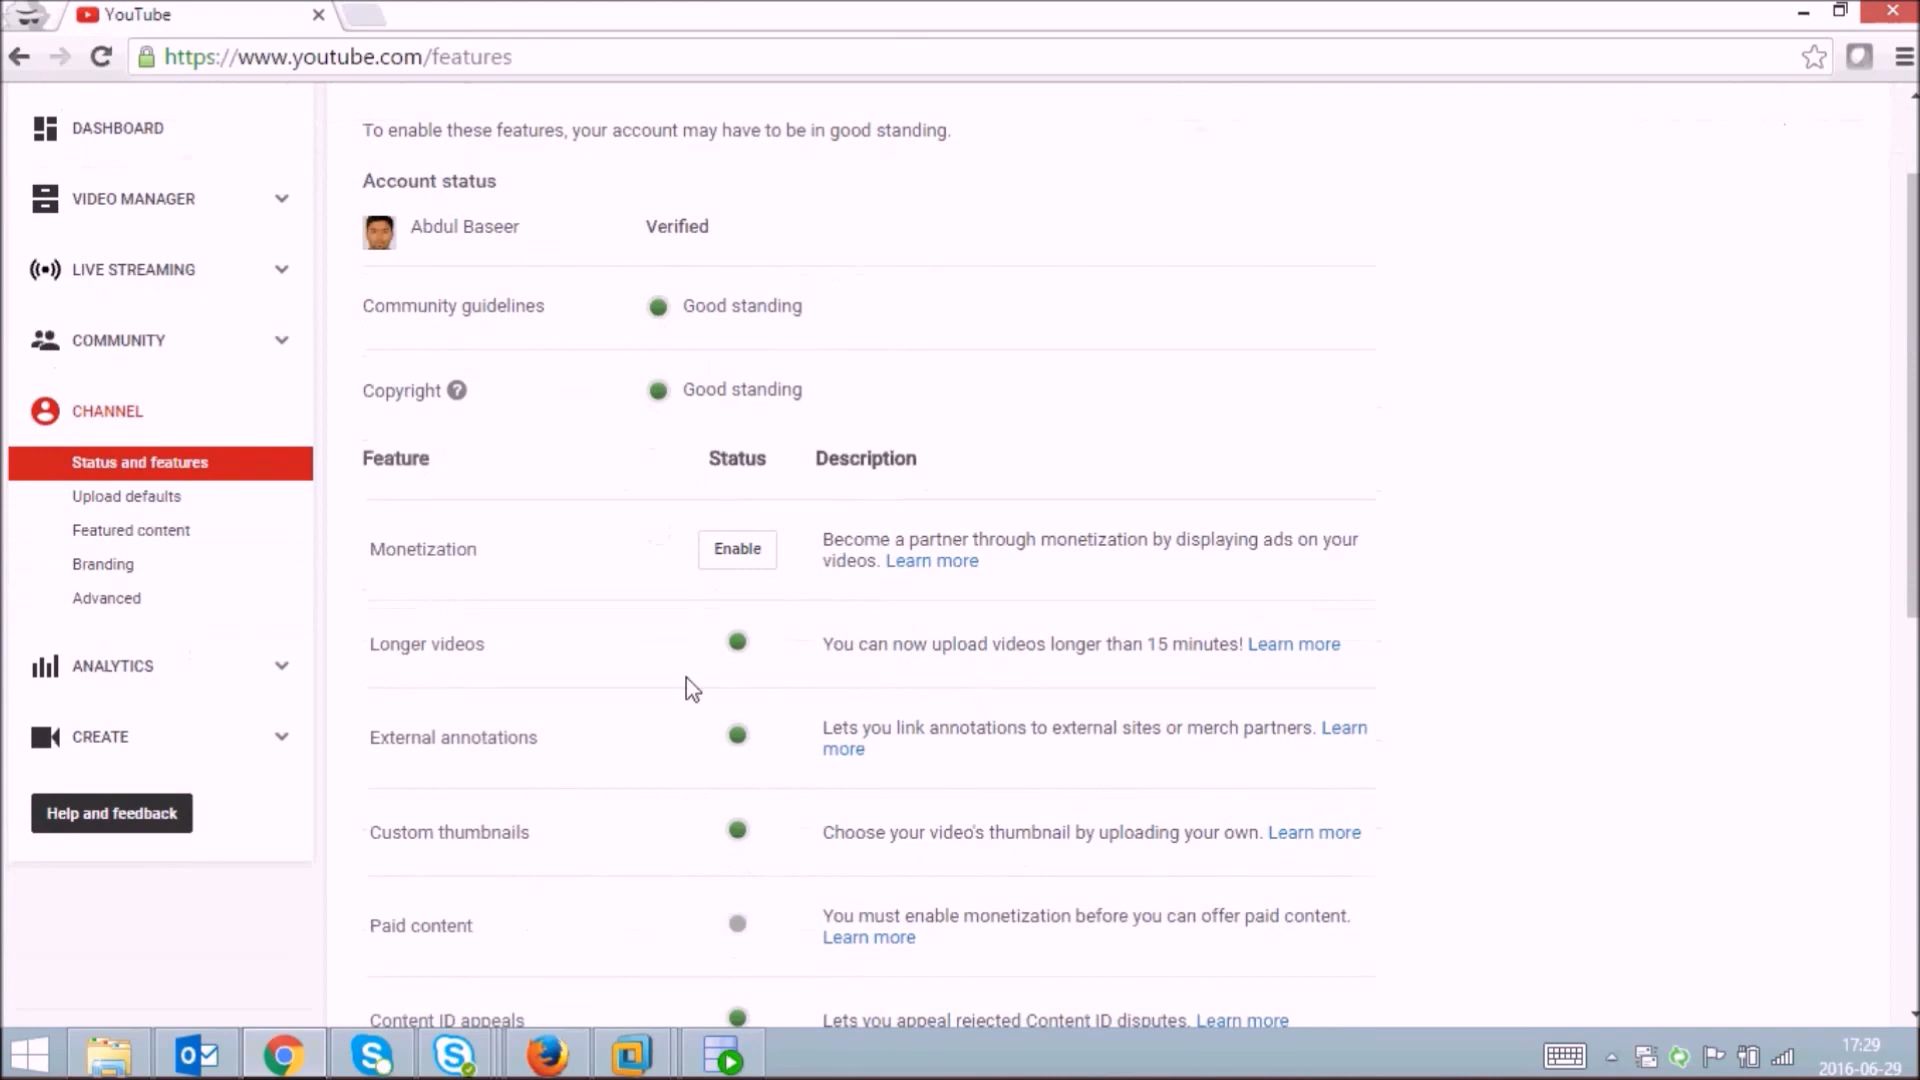 YouTube
https://www.youtube.com/features
DASHBOARD
VIDEO MANAGER
LIVE STREAMING
COMMUNITY
CHANNEL
Status and features
Upload defaults
Featured content
Branding
Advanced
ANALYTICS
CREATE
Help and feedback
To enable these features, your account may have to be in good standing.
Account status
Abdul Baseer Verified
Community guidelines Good standing
Copyright ? Good standing
Feature Status Description
Monetization Enable Become a partner through monetization by displaying ads on your
videos. Learn more
Longer videos You can now upload videos longer than 15 minutes! Learn more
External annotations Lets you link annotations to external sites or merch partners. Learn
more
Custom thumbnails Choose your video's thumbnail by uploading your own. Learn more
Paid content You must enable monetization before you can offer paid content.
Learn more
Content ID appeals Lets you appeal rejected Content ID disputes. Learn more
17:29
2016-06-29